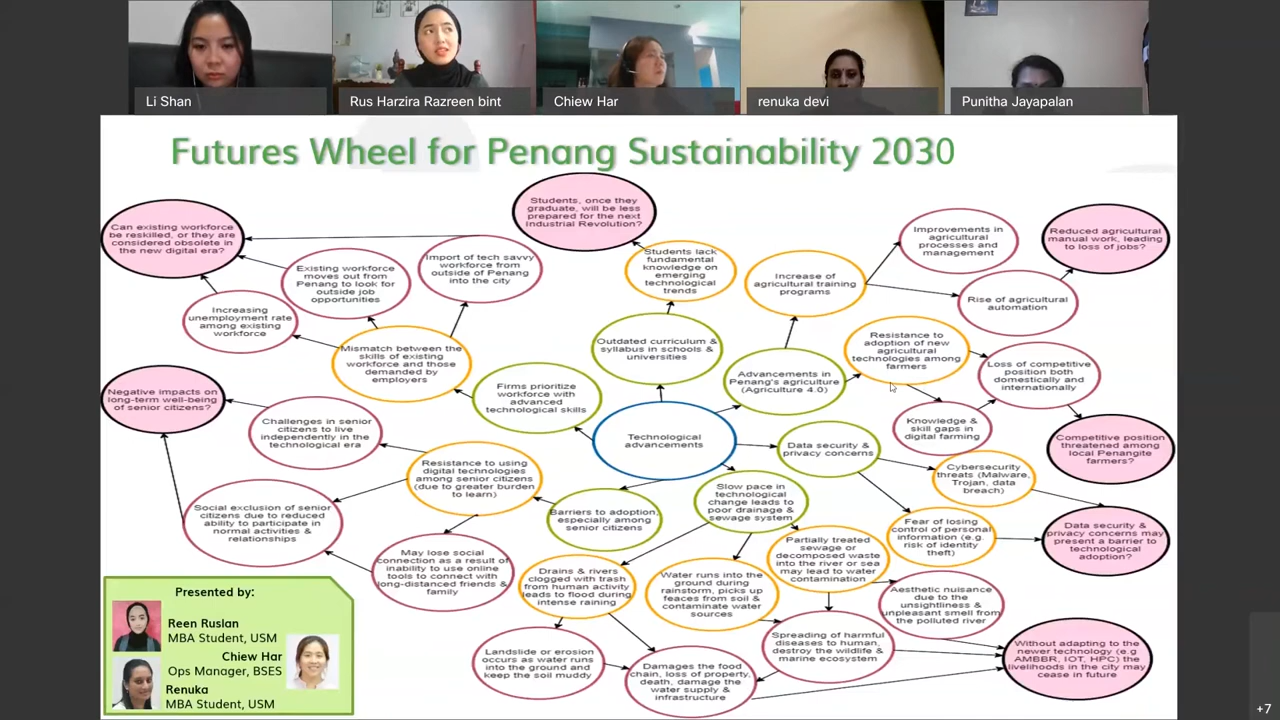 Li Shan
Rus Harzira Razreen bint
Chiew Har
renuka devi
Punitha Jayapalan
Futures Wheel for Penang Sustainability 2030
Students, once they
graduate, will be less
prepared for the next
Industrial Revolution?
Can existing workforce
be reskilled, or they are
considered obsolete in
the new digital era?
Existing workforce
moves out from
Penang to look for
outside job
opportunities
Import of tech savvy
workforce from
outside of Penang
into the city
Students lack
fundamental
knowledge on
emerging
technological
trends
Increase of
agricultural training
programs
Improvements in
agricultural
processes and
management
Reduced agricultural
manual work, leading
to loss of jobs?
Increasing
unemployment rate
among existing
workforce
Rise of agricultural
automation
Mismatch between the
skills of existing
workforce and those
demanded by
employers
Outdated curriculum &
syllabus in schools &
universities
Resistance to
adoption of new
agricultural
technologies among
farmers
Advancements in
Penang's agriculture
(Agriculture 4.0)
Loss of competitive
position both
domestically and
internationally
Negative impacts on
long-term well-being
of senior citizens?
Firms prioritize
workforce with
advanced
technological skills
Challenges in senior
citizens to live
independently in the
technological era
Technological
advancements
Data security &
privacy concerns
Knowledge &
skill gaps in
digital farming
Competitive position
threatened among
local Penangite
farmers?
Resistance to using
digital technologies
among senior citizens
(due to greater burden
to learn)
Slow pace in
technological
change leads to
poor drainage &
sewage system
Cybersecurity
threats (Malware,
Trojan, data
breach)
Social exclusion of senior
citizens due to reduced
ability to participate in
normal activities &
relationships
Barriers to adoption,
especially among
senior citizens
Fear of losing
control of personal
information (e.g.
risk of identity
theft)
Data security &
privacy concerns may
present a barrier to
technological
adoption?
Partially treated
sewage or
decomposed waste
into the river or sea
may lead to water
contamination
May lose social
connection as a result of
inability to use online
tools to connect with
long-distanced friends &
family
Drains & rivers
clogged with trash
from human activity
leads to flood during
intense raining
Water runs into the
ground during
rainstorm, picks up
feaces from soil &
contaminate water
sources
Aesthetic nuisance
due to the
unsightliness &
unpleasant smell from
the polluted river
Spreading of harmful
diseases to human,
destroy the wildlife &
marine ecosystem
Without adapting to the
newer technology (e.g
AMBBR, IOT, HPC) the
livelihoods in the city may
cease in future
Landslide or erosion
occurs as water runs
into the ground and
keep the soil muddy
Damages the food
chain, loss of property,
death, damage the
water supply &
infrastructure
Presented by:
Reen Ruslan
MBA Student, USM
Chiew Har
Ops Manager, BSES
Renuka
MBA Student, USM
+7